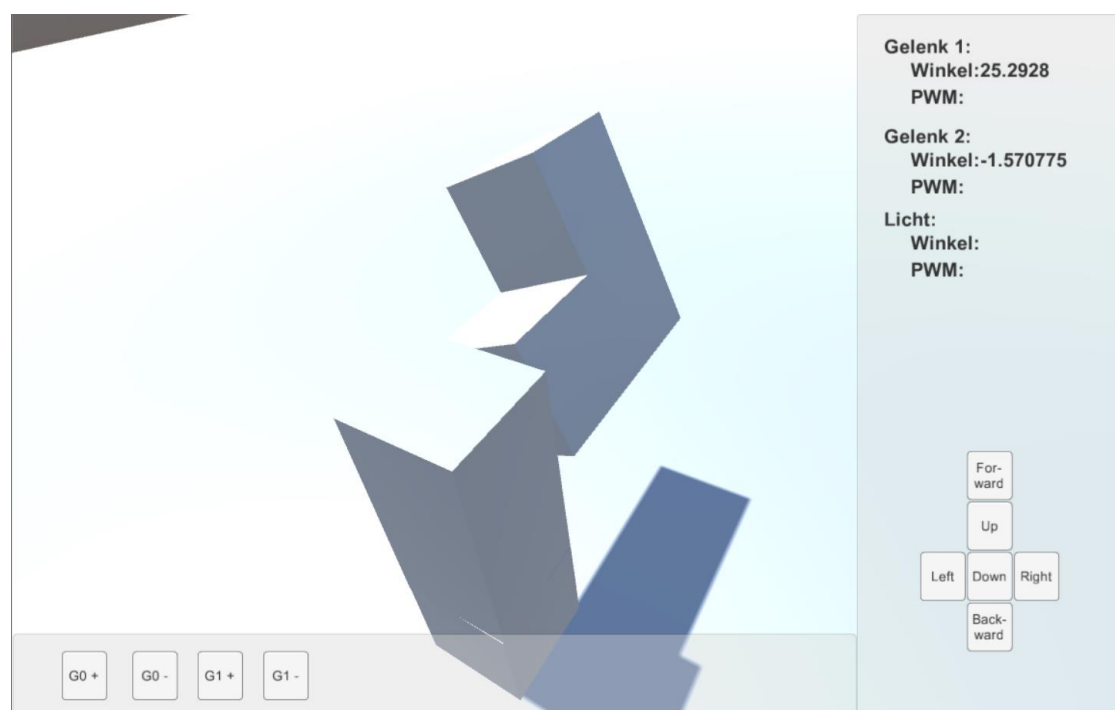 Gelenk 1:
Winkel:25.2928
PWM:
Gelenk 2:
Winkel:-1.570775
PWM:
Licht:
Winkel:
PWM:
For-
ward
Up
Left Down Right
Back-
ward
G0 + G0 - G1 + G1 -